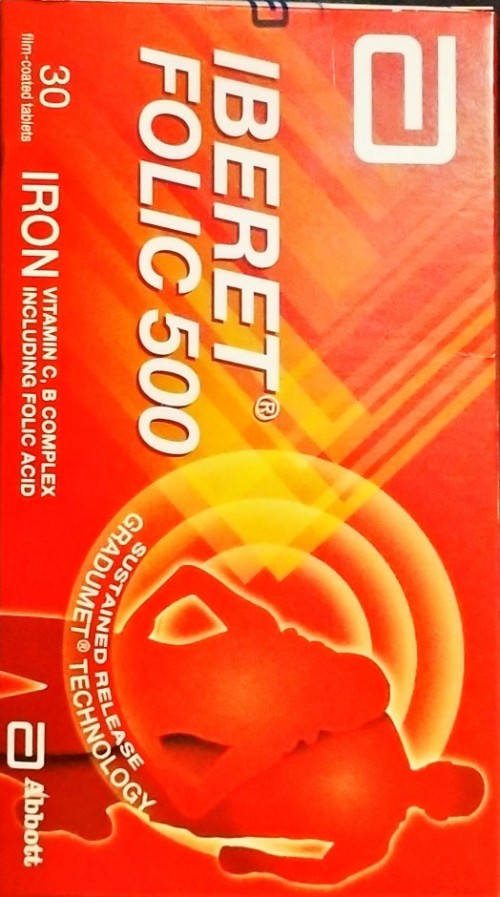 IBERET®
FOLIC 500
30
film-coated tablets
IRON
VITAMIN C, B COMPLEX
INCLUDING FOLIC ACID
SUSTAINED RELEASE
GRADUMET® TECHNOLOGY
Abbott